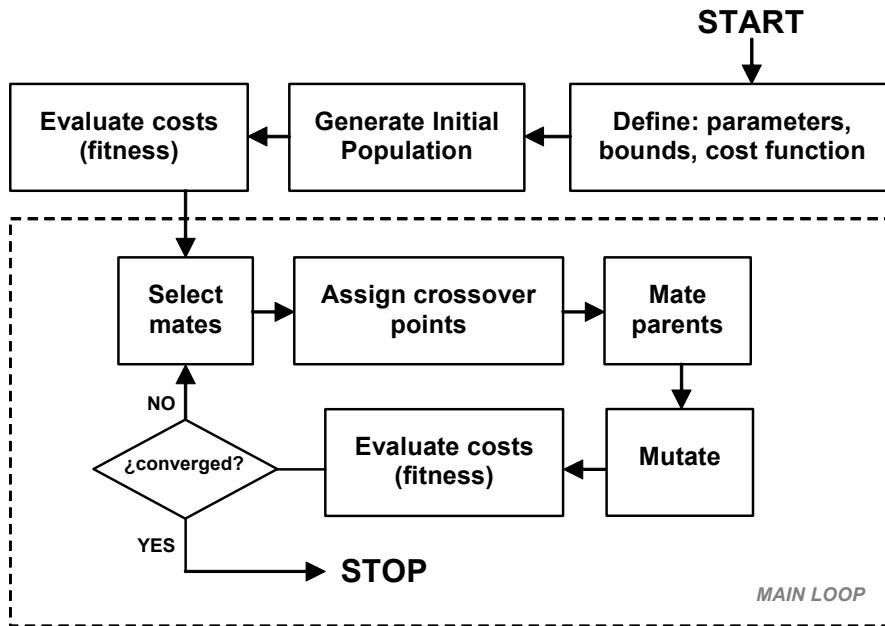 START
Define: parameters,
bounds, cost function
Generate Initial
Population
Evaluate costs
(fitness)
Select
mates
Assign crossover
points
Mate
parents
Mutate
Evaluate costs
(fitness)
¿converged?
NO
YES
STOP
MAIN LOOP